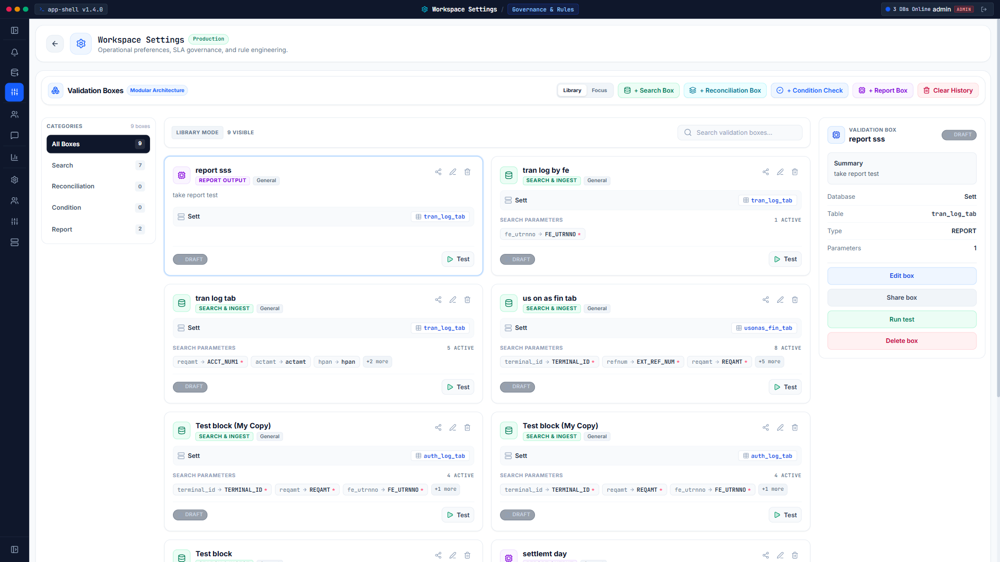 app-shell v1.4.0
Workspace Settings / Governance & Rules
3 DBs Online admin ADMIN
Workspace Settings Production
Operational preferences, SLA governance, and rule engineering.
Validation Boxes Modular Architecture
Library Focus + Search Box + Reconciliation Box + Condition Check + Report Box Clear History
CATEGORIES 9 boxes
All Boxes 9
Search 7
Reconciliation 0
Condition 0
Report 2
LIBRARY MODE 9 VISIBLE
Search validation boxes...
report sss
REPORT OUTPUT General
take report test
Sett tran_log_tab
DRAFT Test
tran log by fe
SEARCH & INGEST General
Sett tran_log_tab
SEARCH PARAMETERS 1 ACTIVE
fe_utrnno → FE_UTRNNO *
DRAFT Test
tran log tab
SEARCH & INGEST General
Sett tran_log_tab
SEARCH PARAMETERS 5 ACTIVE
reqamt → ACCT_NUM1 * actamt → actamt hpan → hpan +2 more
DRAFT Test
us on as fin tab
SEARCH & INGEST General
Sett usonas_fin_tab
SEARCH PARAMETERS 8 ACTIVE
terminal_id → TERMINAL_ID * refnum → EXT_REF_NUM * reqamt → REQAMT * +5 more
DRAFT Test
Test block (My Copy)
SEARCH & INGEST General
Sett auth_log_tab
SEARCH PARAMETERS 4 ACTIVE
terminal_id → TERMINAL_ID * reqamt → REQAMT * fe_utrnno → FE_UTRNNO * +1 more
DRAFT Test
Test block (My Copy)
SEARCH & INGEST General
Sett auth_log_tab
SEARCH PARAMETERS 4 ACTIVE
terminal_id → TERMINAL_ID * reqamt → REQAMT * fe_utrnno → FE_UTRNNO * +1 more
DRAFT Test
Test block
settlemt day
VALIDATION BOX
report sss
DRAFT
Summary
take report test
Database Sett
Table tran_log_tab
Type REPORT
Parameters 1
Edit box
Share box
Run test
Delete box